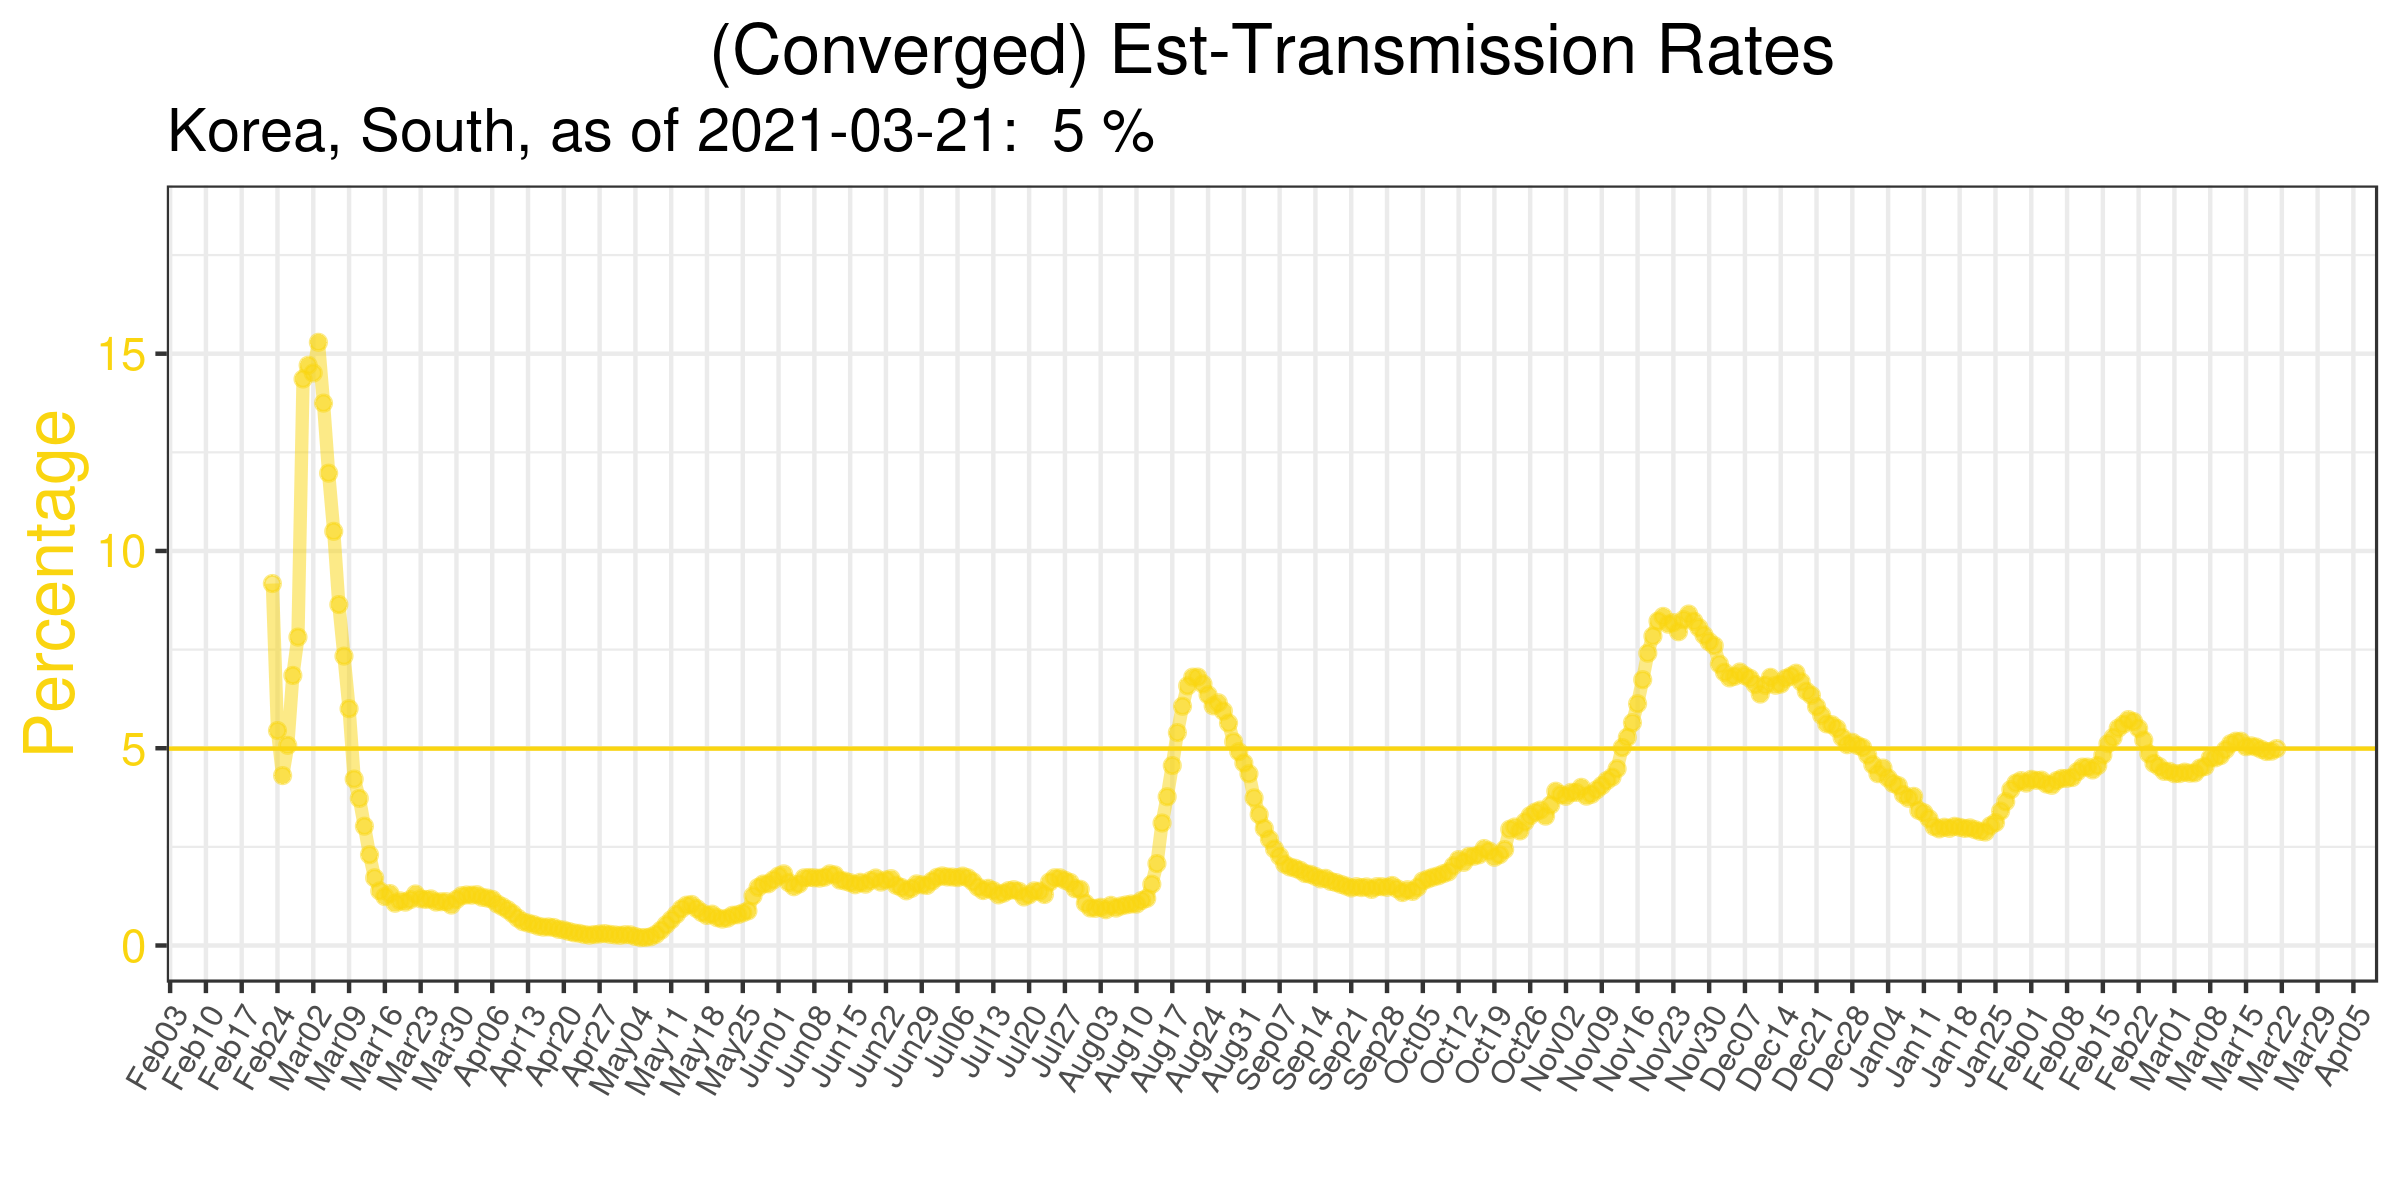 (Converged) Est-Transmission Rates
Korea, South, as of 2021-03-21:  5 %
Percentage
15
10
5
0
Feb03
Feb10
Feb17
Feb24
Mar02
Mar09
Mar16
Mar23
Mar30
Apr06
Apr13
Apr20
Apr27
May04
May11
May18
May25
Jun01
Jun08
Jun15
Jun22
Jun29
Jul06
Jul13
Jul20
Jul27
Aug03
Aug10
Aug17
Aug24
Aug31
Sep07
Sep14
Sep21
Sep28
Oct05
Oct12
Oct19
Oct26
Nov02
Nov09
Nov16
Nov23
Nov30
Dec07
Dec14
Dec21
Dec28
Jan04
Jan11
Jan18
Jan25
Feb01
Feb08
Feb15
Feb22
Mar01
Mar08
Mar15
Mar22
Mar29
Apr05